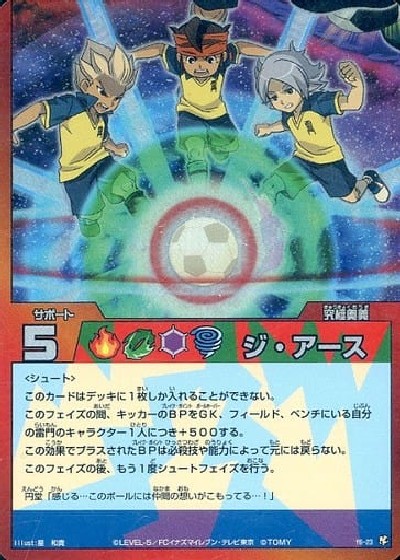 サポート
究極奥義
5
ジ・アース
<シュート>
このカードはデッキに1枚しか入れることができない。
このフェイズの間、キッカーのBPをGK、フィールド、ベンチにいる自分
の雷門のキャラクター1人につき+500する。
この効果でプラスされたBPは必殺技や能力によって元には戻らない。
このフェイズの後、もう1度シュートフェイズを行う。
円堂「感じる…このボールには仲間の想いがこもってる…!」
Illust:星 和貴
©LEVEL-5/FCイナズマイレブン・テレビ東京 ©TOMY
16-23